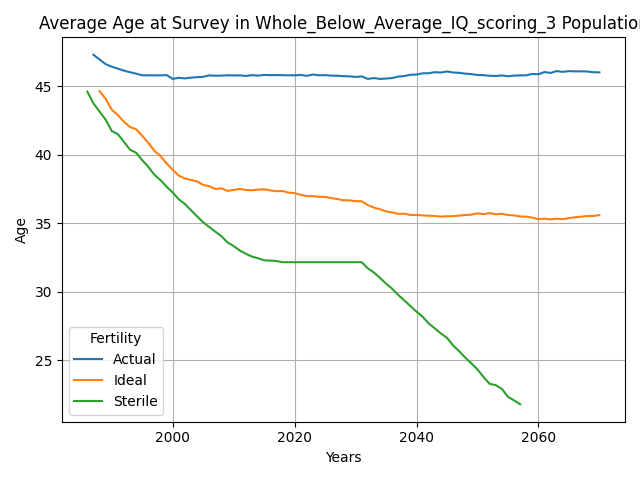 Average Age at Survey in Whole_Below_Average_IQ_scoring_3 Population
45
40
35
30
25
Age
Fertility
Actual
Ideal
Sterile
2000 2020 2040 2060
Years